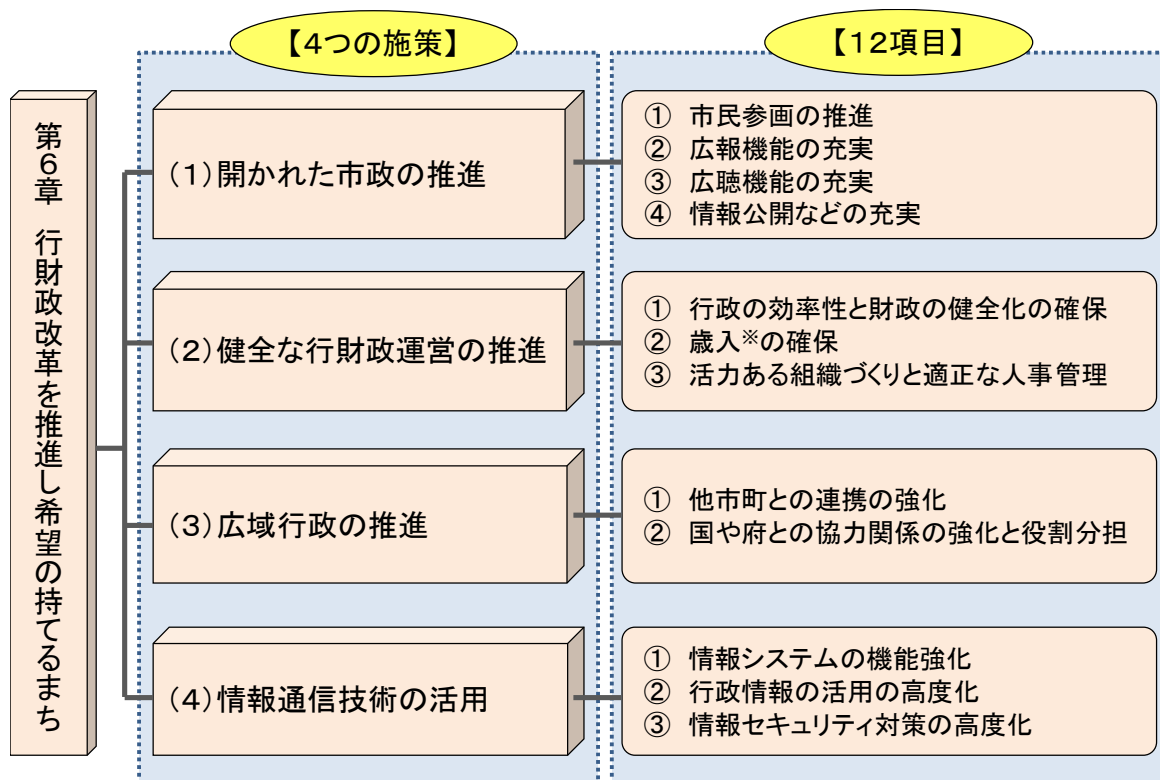 【4つの施策】
【12項目】
第6章 行財政改革を推進し希望の持てるまち
(1)開かれた市政の推進
① 市民参画の推進
② 広報機能の充実
③ 広聴機能の充実
④ 情報公開などの充実
(2)健全な行財政運営の推進
① 行政の効率性と財政の健全化の確保
② 歳入※の確保
③ 活力ある組織づくりと適正な人事管理
(3)広域行政の推進
① 他市町との連携の強化
② 国や府との協力関係の強化と役割分担
(4)情報通信技術の活用
① 情報システムの機能強化
② 行政情報の活用の高度化
③ 情報セキュリティ対策の高度化